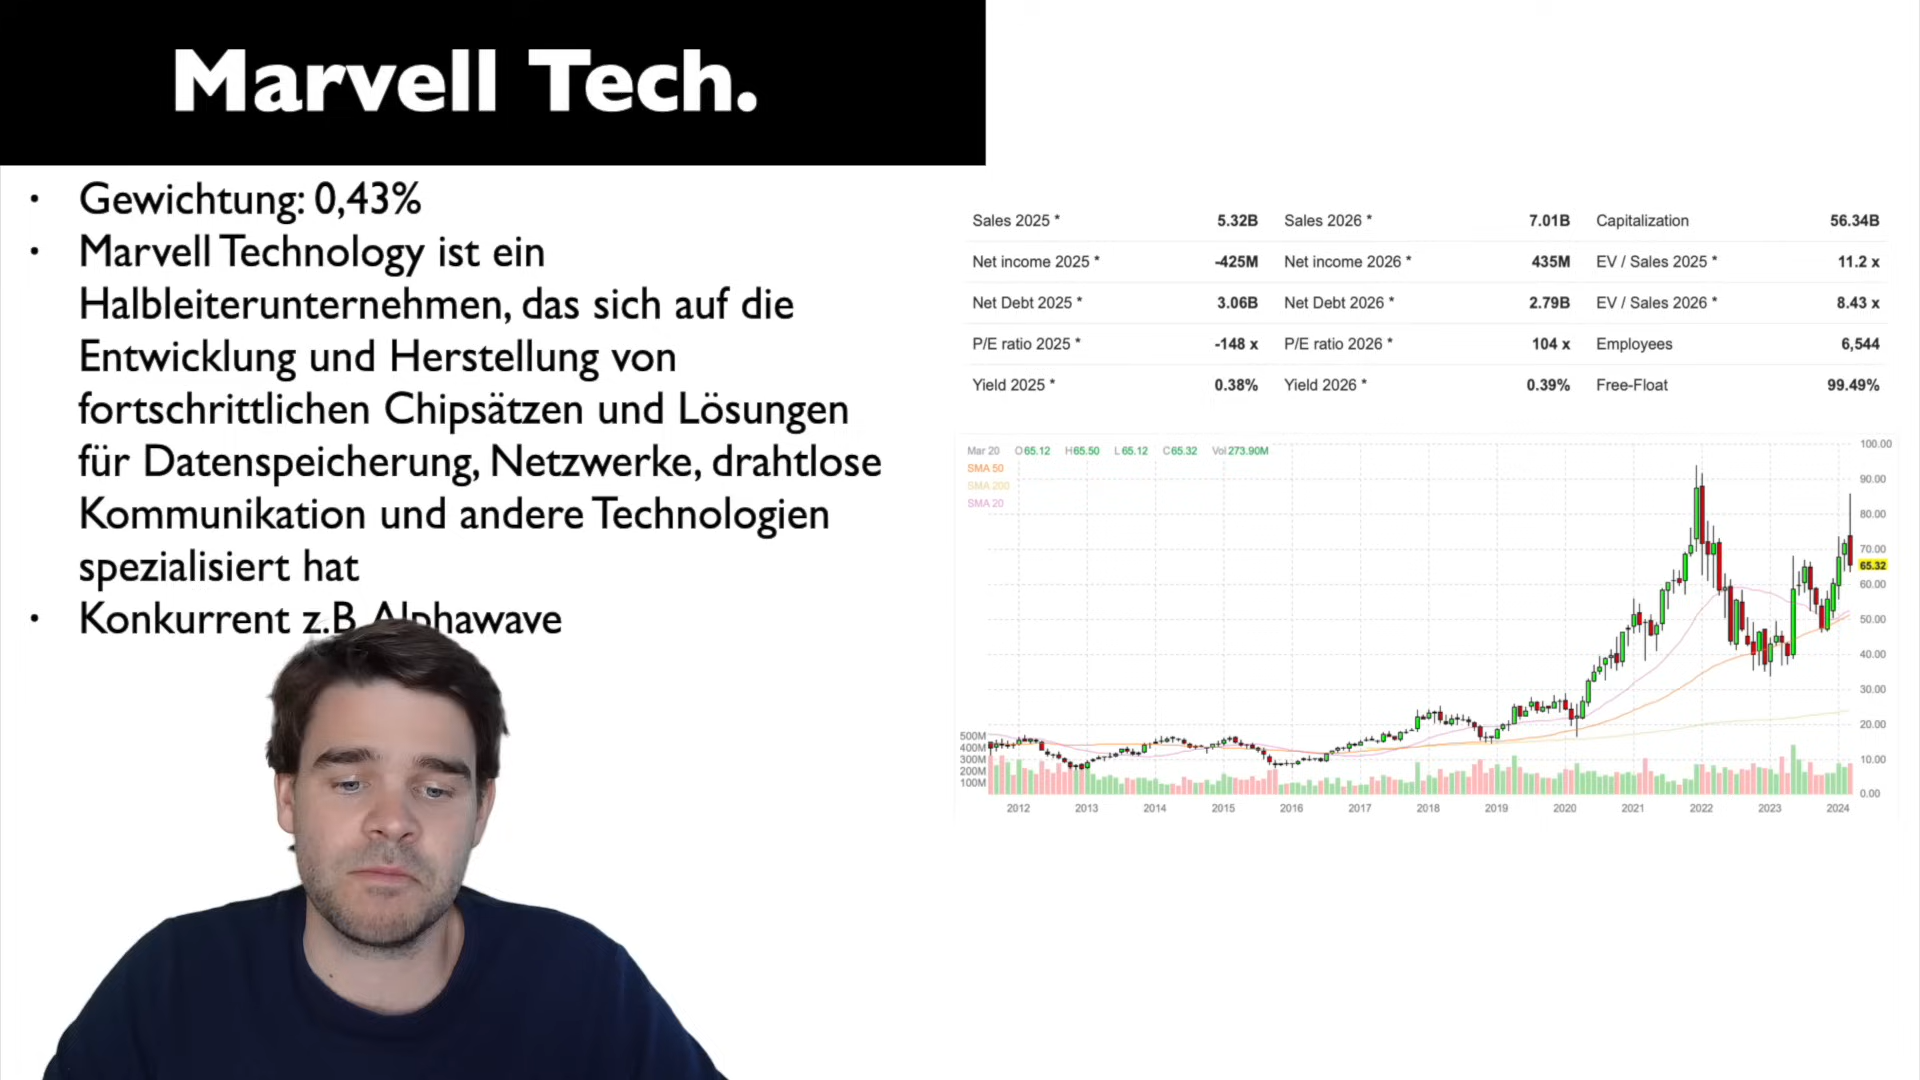 Marvell Tech.
• Gewichtung: 0,43%
• Marvell Technology ist ein
Halbleiterunternehmen, das sich auf die
Entwicklung und Herstellung von
fortschrittlichen Chipsätzen und Lösungen
für Datenspeicherung, Netzwerke, drahtlose
Kommunikation und andere Technologien
spezialisiert hat
• Konkurrent z.B. Alphawave
Sales 2025 * 5.32B Sales 2026 * 7.01B Capitalization 56.34B
Net income 2025 * -425M Net income 2026 * 435M EV / Sales 2025 * 11.2 x
Net Debt 2025 * 3.06B Net Debt 2026 * 2.79B EV / Sales 2026 * 8.43 x
P/E ratio 2025 * -148 x P/E ratio 2026 * 104 x Employees 6,544
Yield 2025 * 0.38% Yield 2026 * 0.39% Free-Float 99.49%
Mar 20 O65.12 H65.50 L65.12 C65.32 Vol273.90M
SMA 50
SMA 200
SMA 20
100.00
90.00
80.00
70.00
65.32
60.00
50.00
40.00
30.00
20.00
10.00
0.00
500M
400M
300M
200M
100M
2012 2013 2014 2015 2016 2017 2018 2019 2020 2021 2022 2023 2024